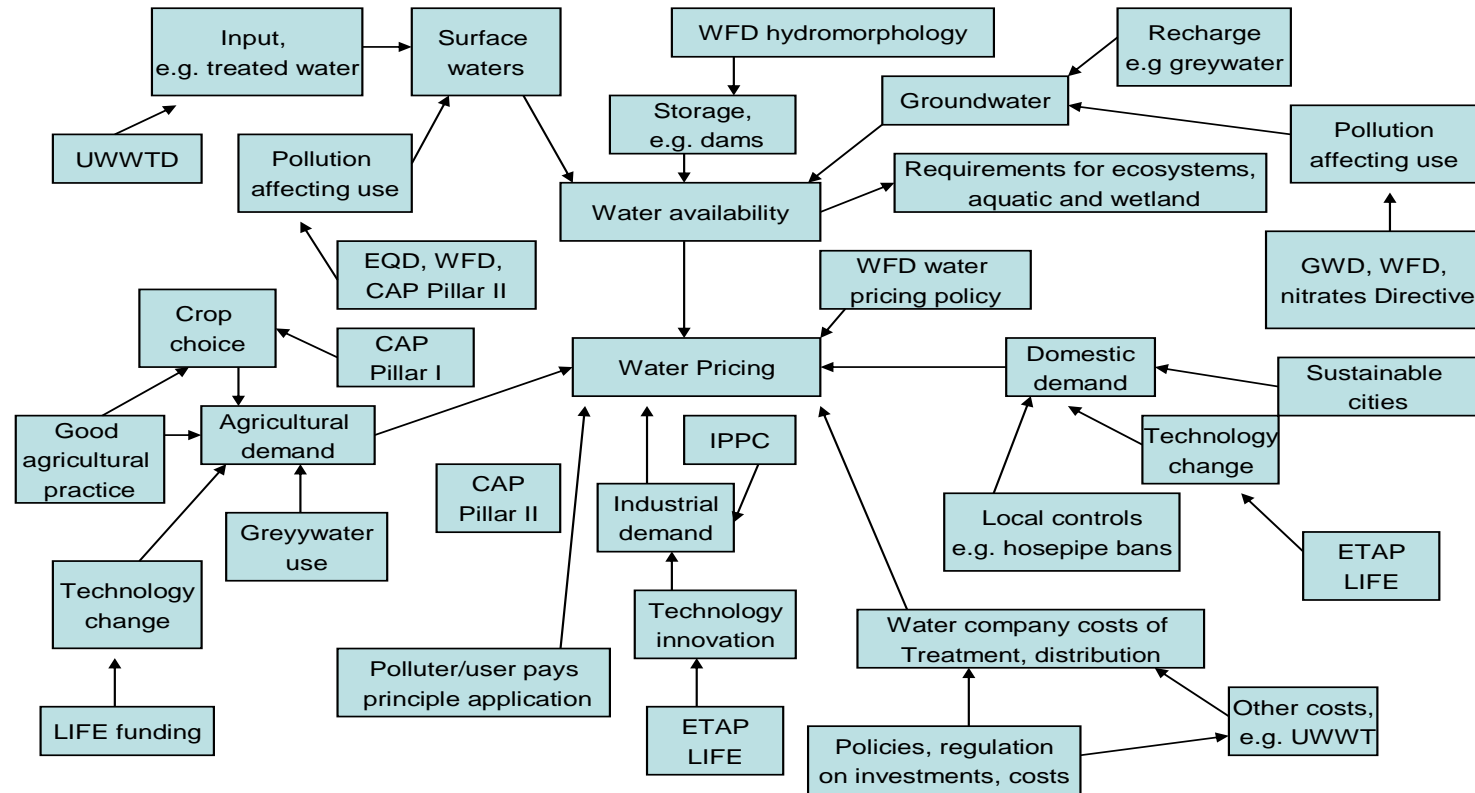 Input,
e.g. treated water
Surface
waters
WFD hydromorphology
Recharge
e.g greywater
Groundwater
Storage,
e.g. dams
UWWTD
Pollution
affecting use
Pollution
affecting use
Requirements for ecosystems,
aquatic and wetland
Water availability
EQD, WFD,
CAP Pillar II
WFD water
pricing policy
GWD, WFD,
nitrates Directive
Crop
choice
CAP
Pillar I
Water Pricing
Domestic
demand
Sustainable
cities
Good
agricultural
practice
Agricultural
demand
IPPC
Technology
change
CAP
Pillar II
Industrial
demand
Local controls
e.g. hosepipe bans
Greyywater
use
ETAP
LIFE
Technology
change
Technology
innovation
Water company costs of
Treatment, distribution
Polluter/user pays
principle application
LIFE funding
ETAP
LIFE
Policies, regulation
on investments, costs
Other costs,
e.g. UWWT